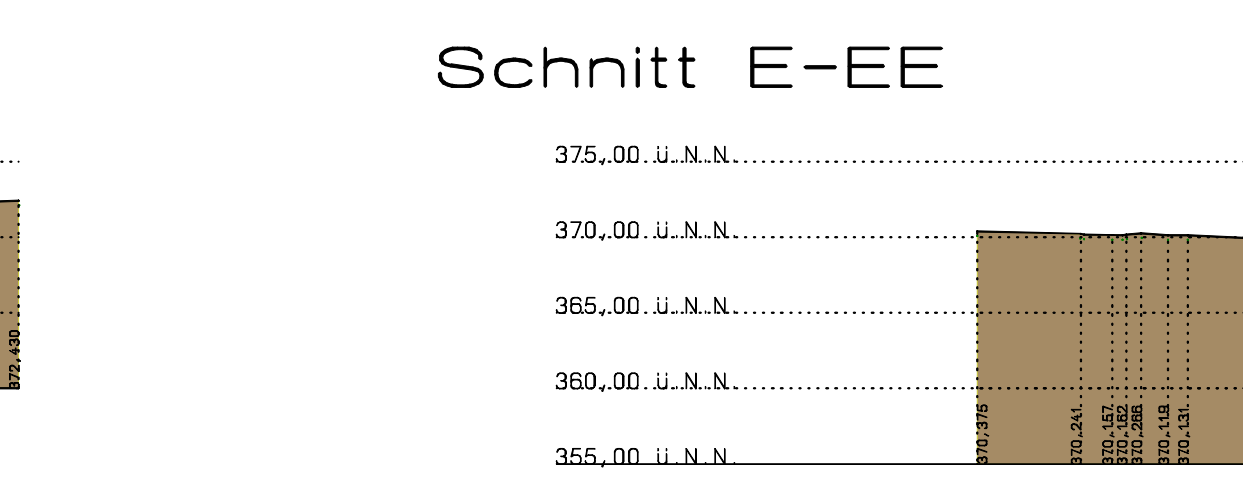 Schnitt E-EE
375,00 ü.N.N.
370,00 ü.N.N.
365,00 ü.N.N.
360,00 ü.N.N.
355,00 ü.N.N.
372,430
370,375
370,241
370,157
370,162
370,266
370,119
370,131